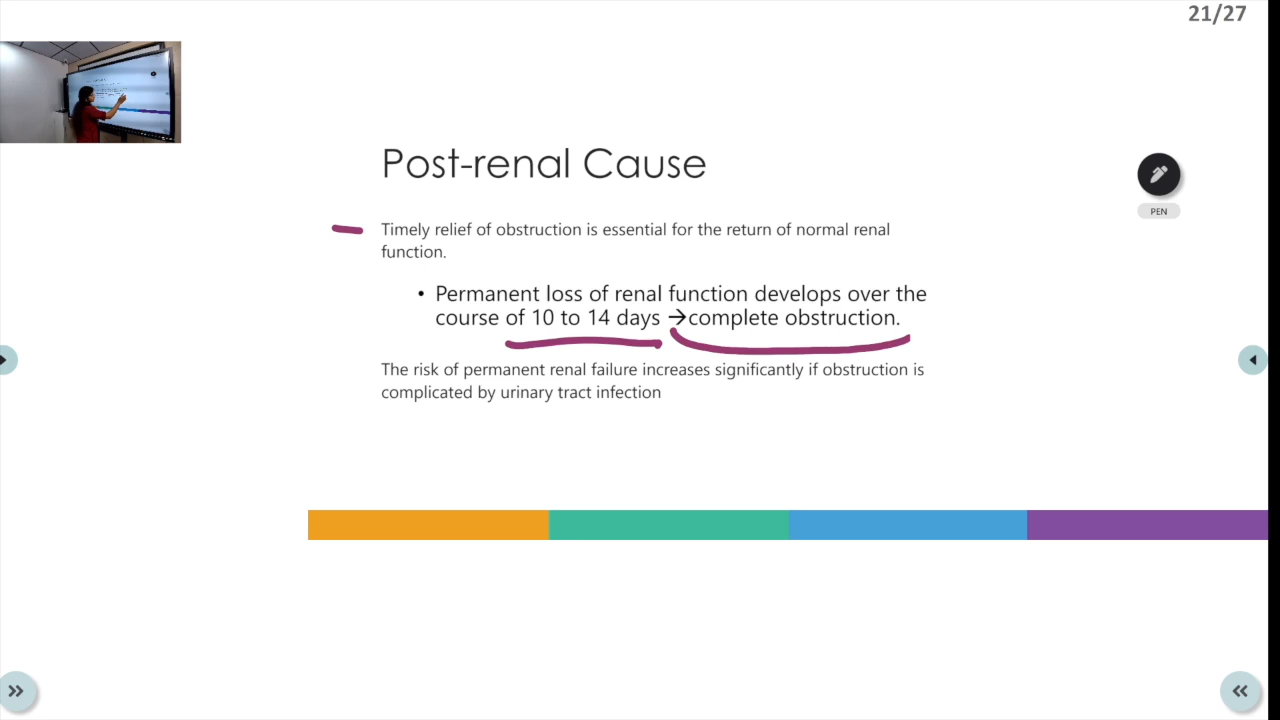 21/27
Post-renal Cause
PEN
Timely relief of obstruction is essential for the return of normal renal
function.
• Permanent loss of renal function develops over the
course of 10 to 14 days →complete obstruction.
The risk of permanent renal failure increases significantly if obstruction is
complicated by urinary tract infection